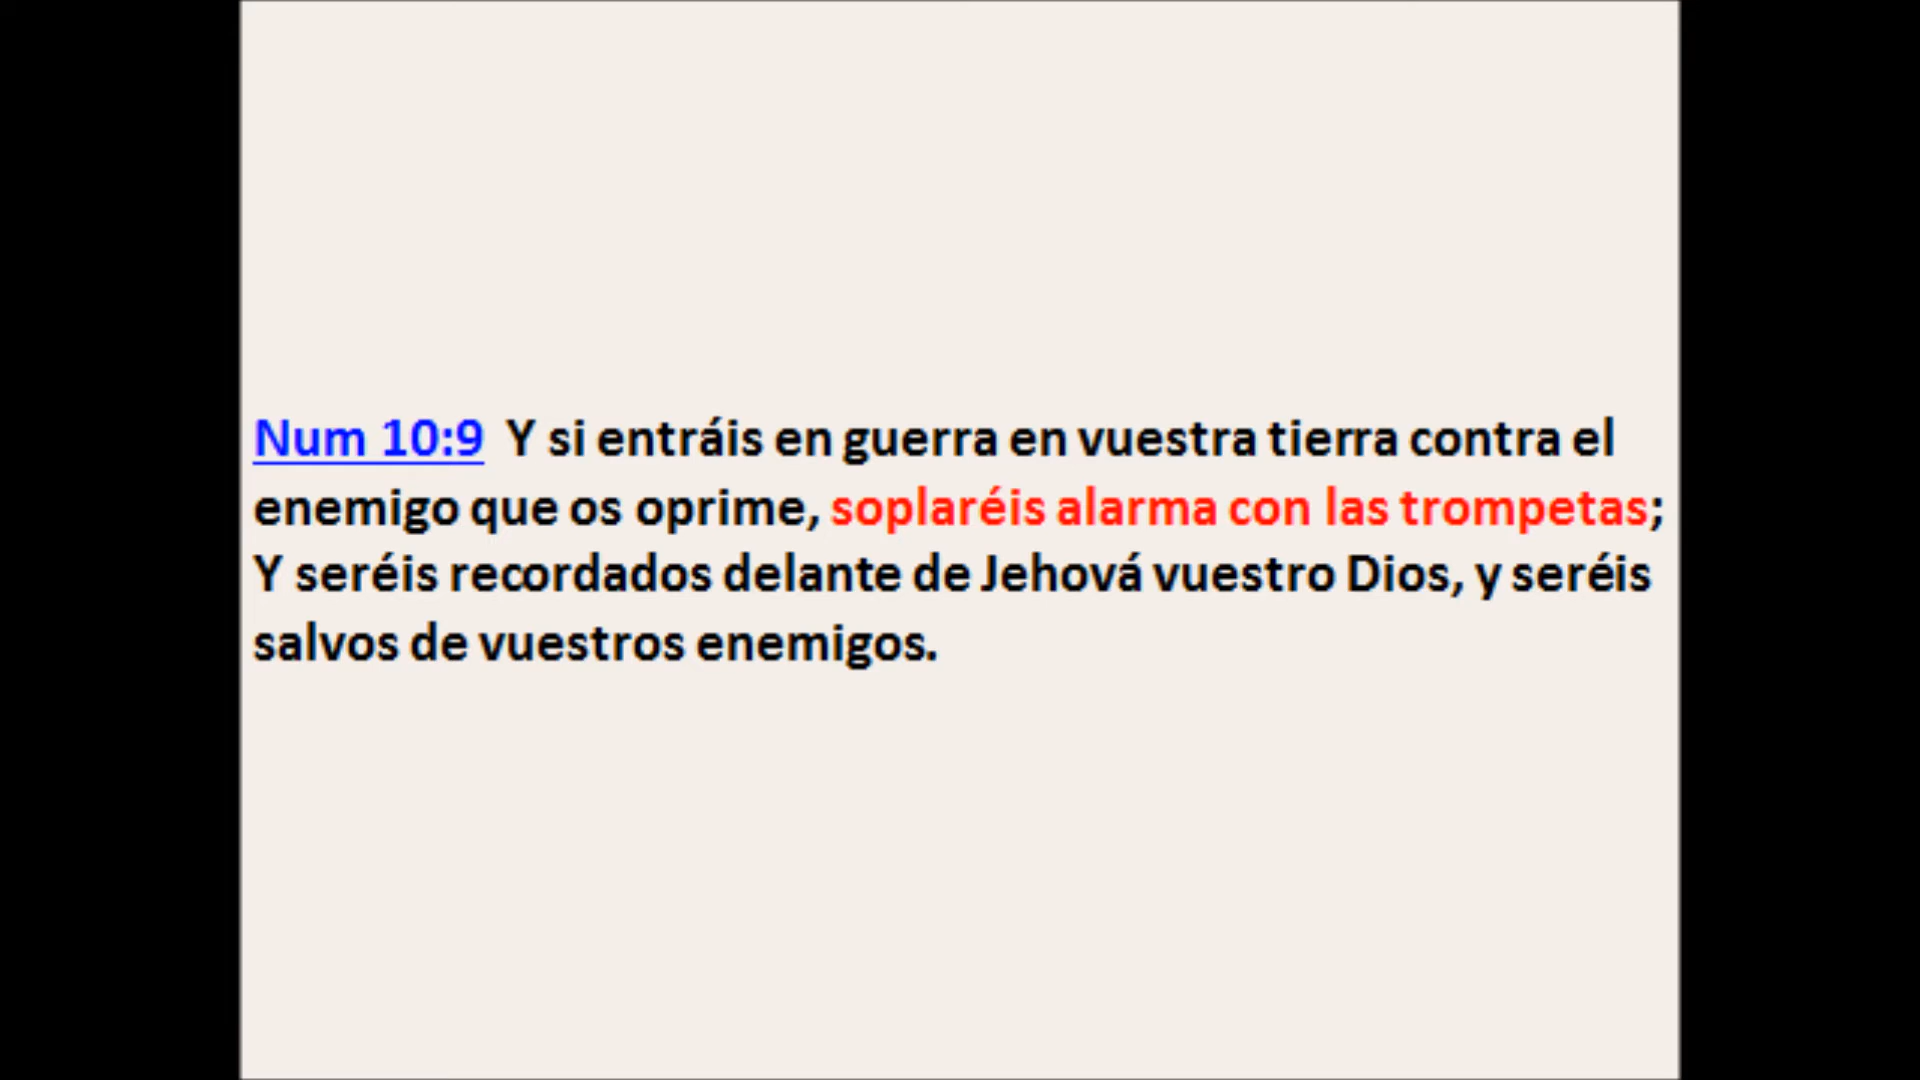 Num 10:9 Y si entráis en guerra en vuestra tierra contra el
enemigo que os oprime, soplaréis alarma con las trompetas;
Y seréis recordados delante de Jehová vuestro Dios, y seréis
salvos de vuestros enemigos.